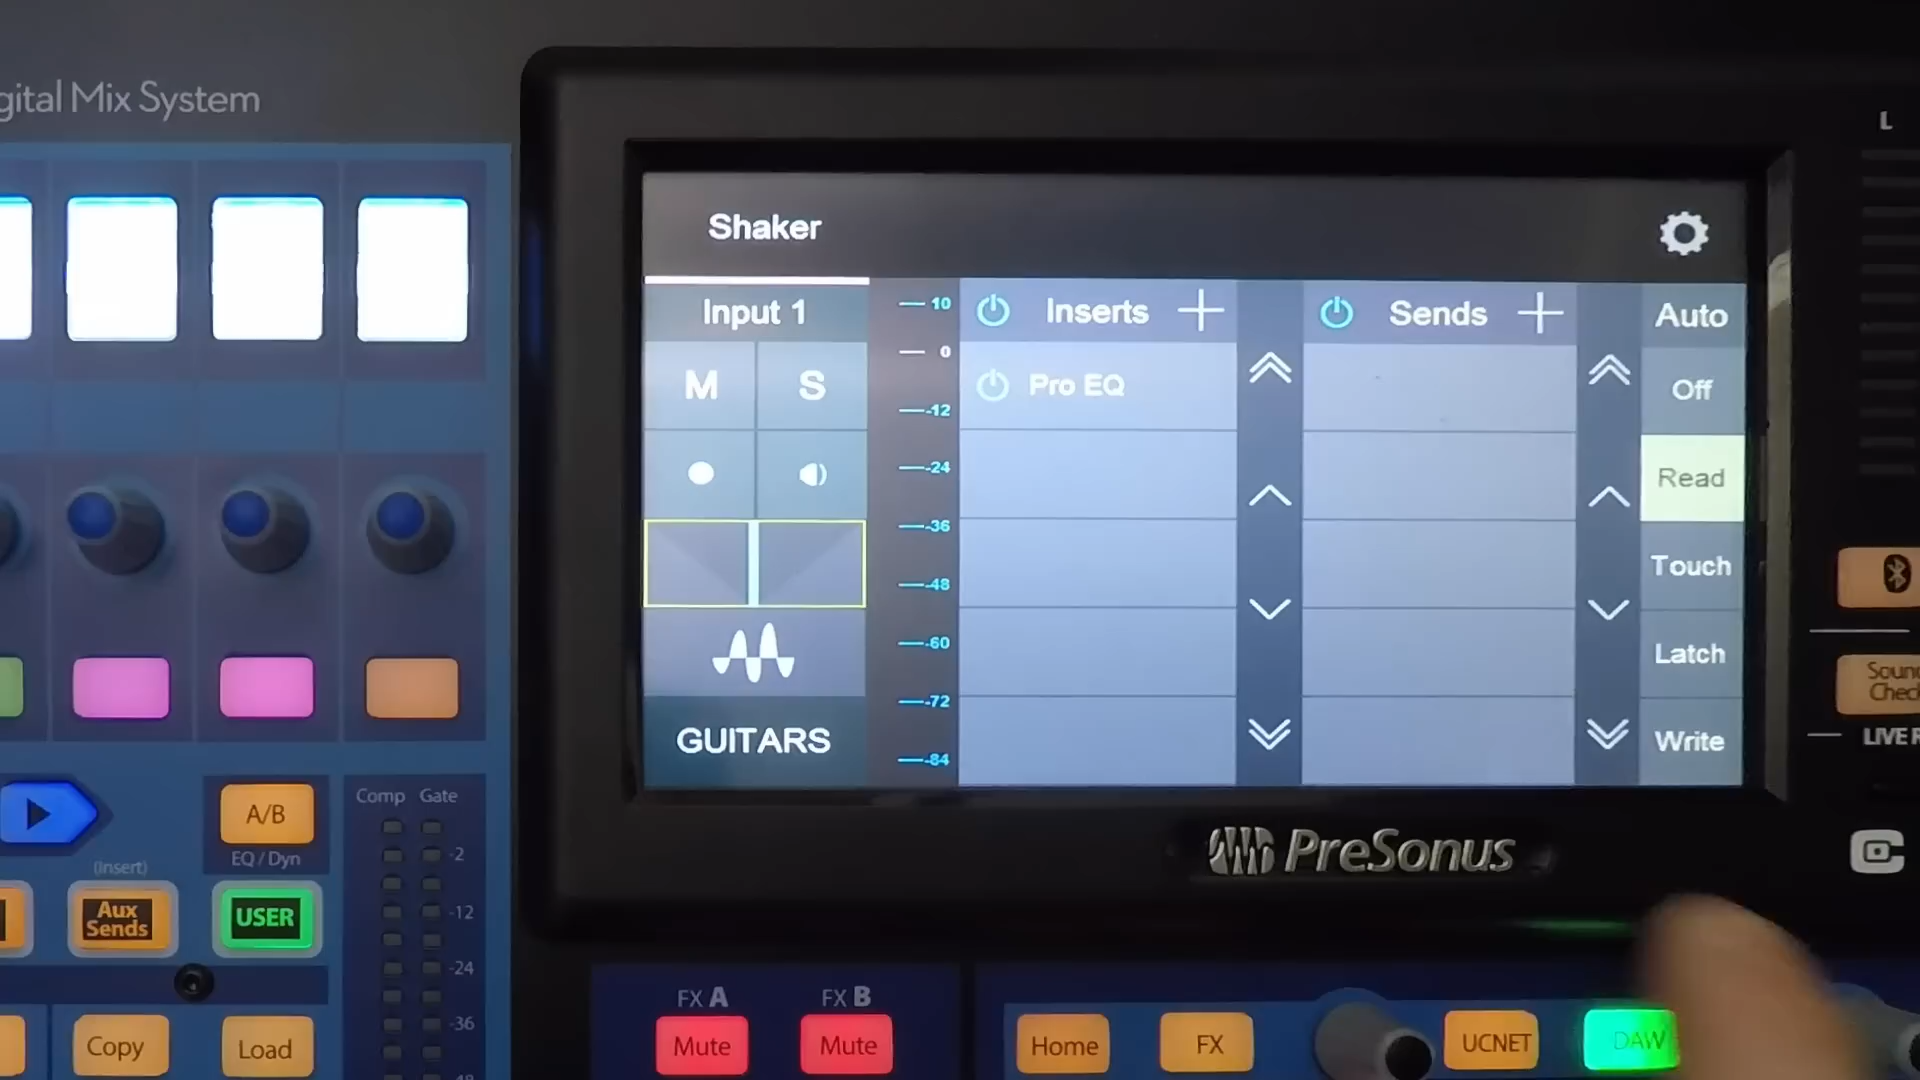 gital Mix System
L
Shaker
Input 1
10
Inserts
Sends
Auto
0
M
S
Pro EQ
Off
-12
-24
Read
-36
Touch
-48
-60
Latch
-72
GUITARS
Write
-84
Sound
Check
LIVE R
PreSonus
A/B
EQ / Dyn
Comp
Gate
-2
(Insert)
Aux
Sends
USER
-12
-24
-36
Copy
Load
FX A
FX B
Mute
Mute
Home
FX
UCNET
DAW